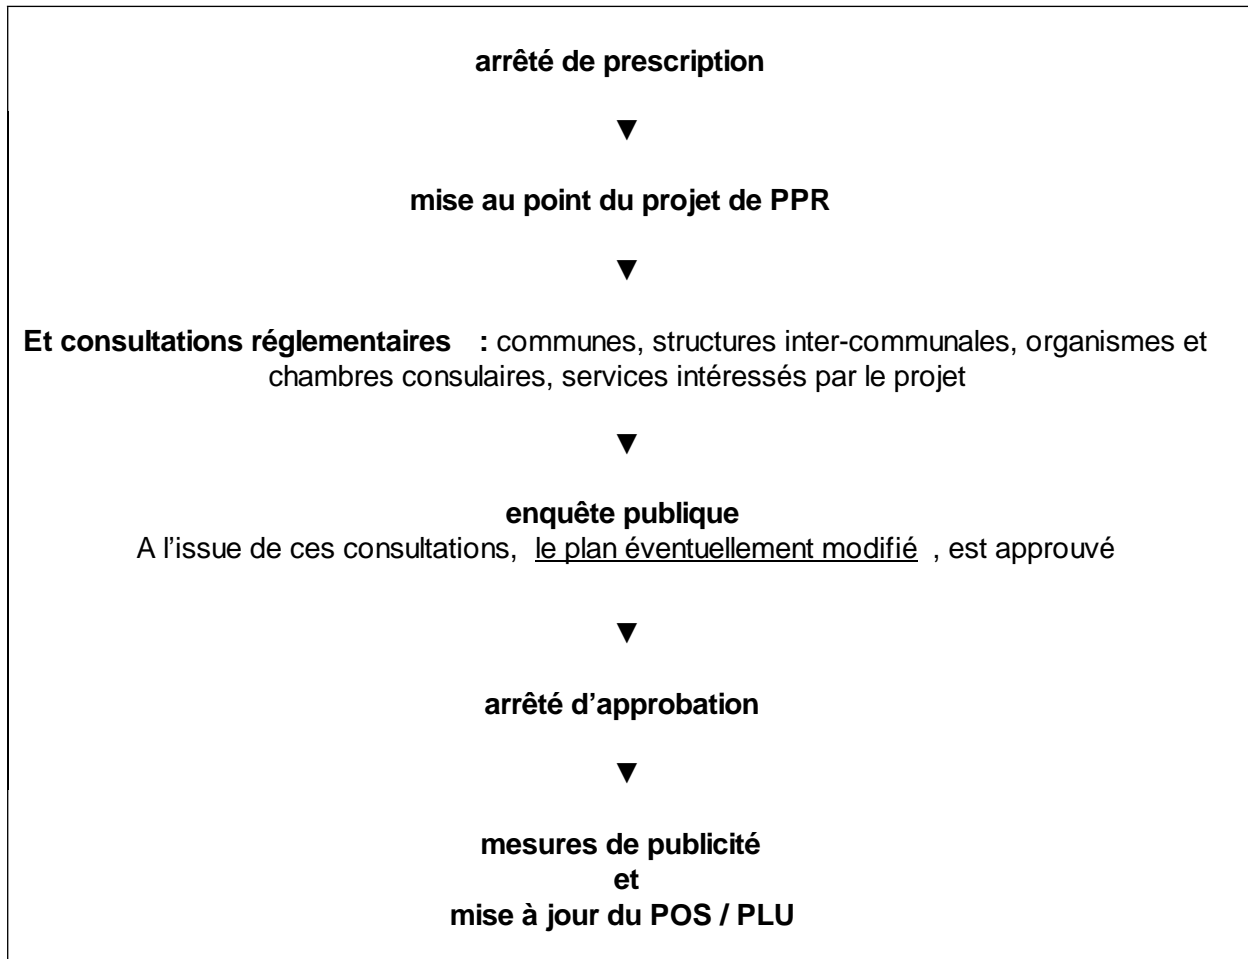 arrêté de prescription
▼
mise au point du projet de PPR
▼
Et consultations réglementaires : communes, structures inter-communales, organismes et
chambres consulaires, services intéressés par le projet
▼
enquête publique
A l’issue de ces consultations, le plan éventuellement modifié , est approuvé
▼
arrêté d’approbation
▼
mesures de publicité
et
mise à jour du POS / PLU